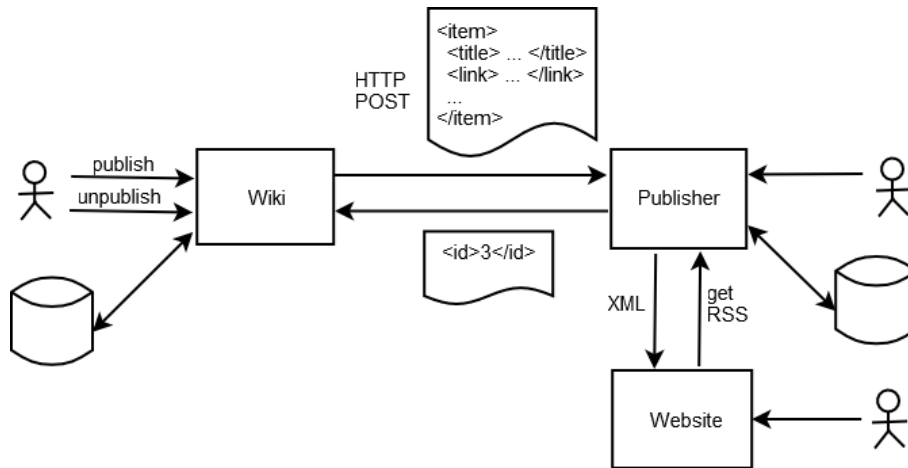 <item>
<title> ... </title>
<link> ... </link>
...
</item>
HTTP
POST
publish
unpublish
Wiki
Publisher
<id>3</id>
XML
get
RSS
Website